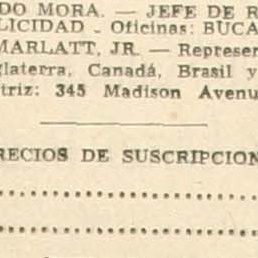 DO MORA. — JEFE DE R
LICIDAD - Oficinas: BUCA
MARLATT, JR. — Represen
glaterra, Canadá, Brasil y
triz: 345 Madison Avenu
RECIOS DE SUSCRIPCION